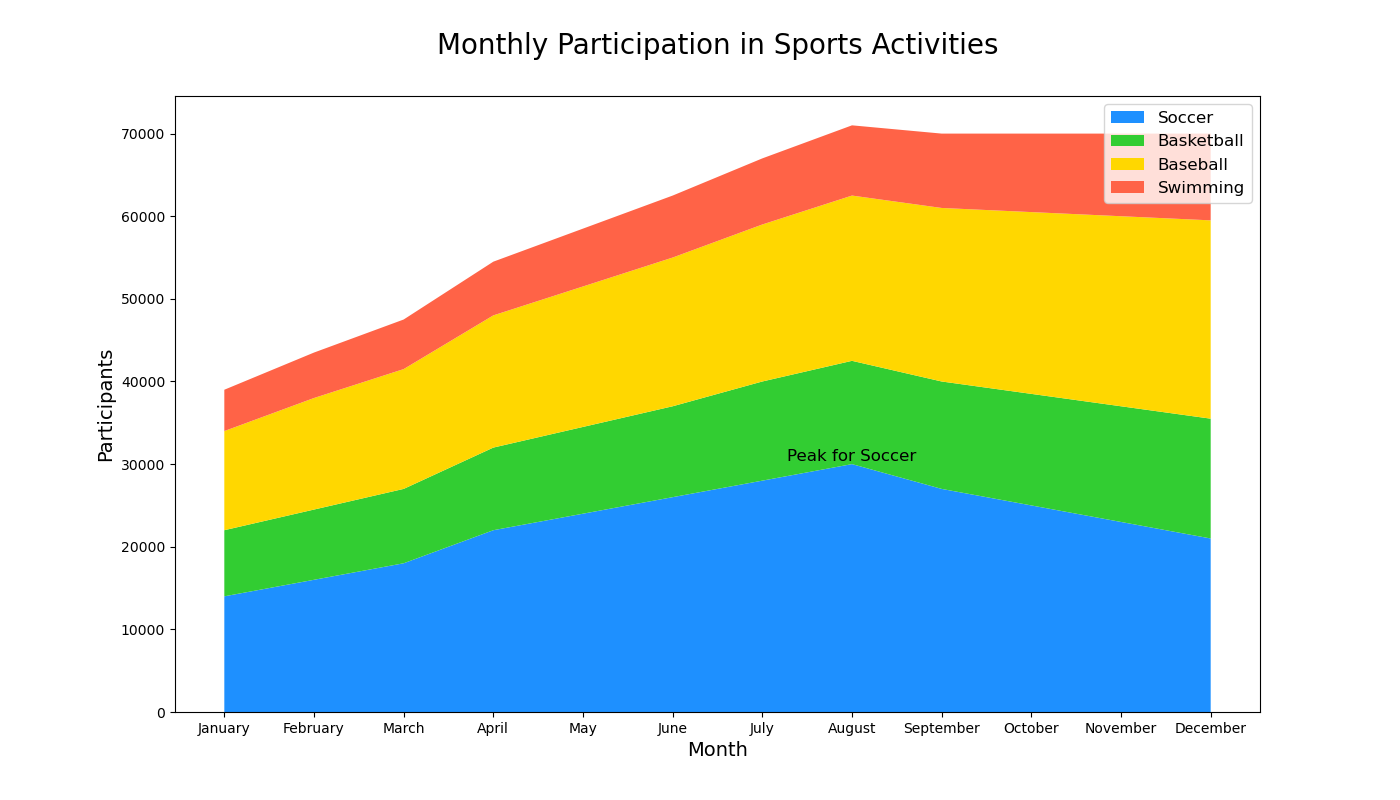 Monthly Participation in Sports Activities
Soccer
Basketball
Baseball
Swimming
70000
60000
50000
40000
30000
20000
10000
0
Participants
Peak for Soccer
January February March April May June July August September October November December
Month